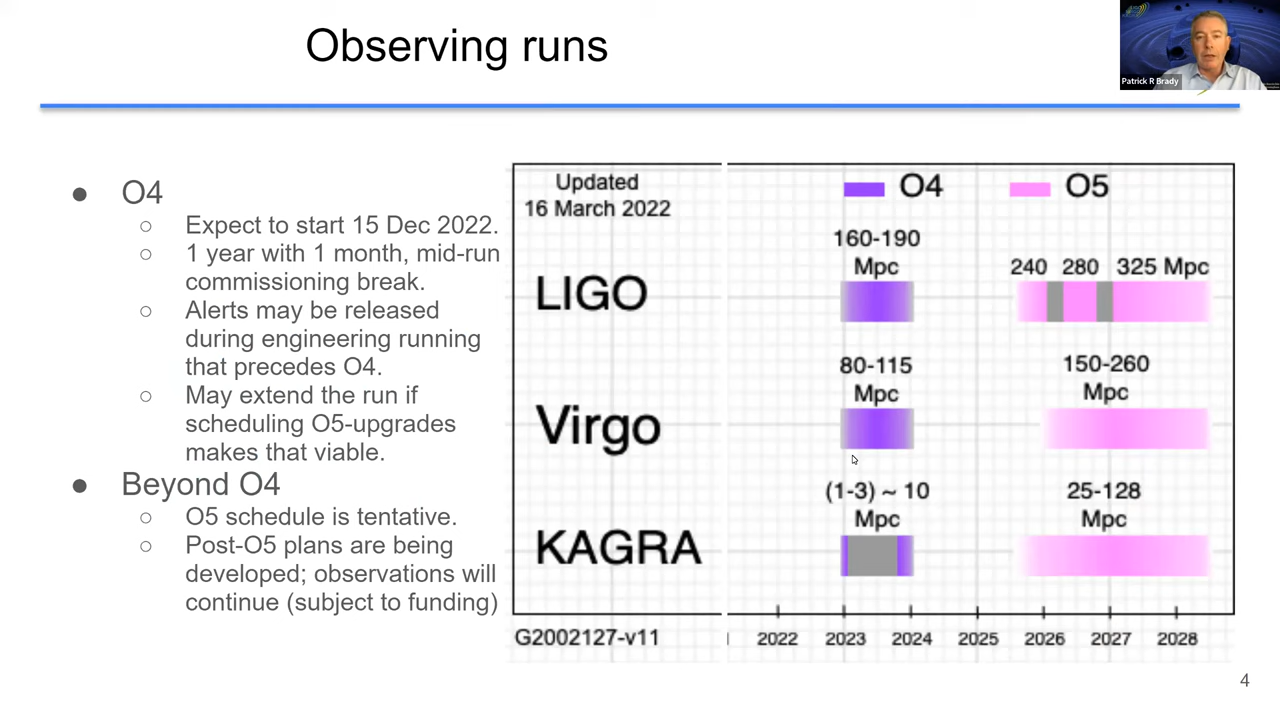 Observing runs
Patrick R Brady
● O4
○ Expect to start 15 Dec 2022.
○ 1 year with 1 month, mid-run
commissioning break.
○ Alerts may be released
during engineering running
that precedes O4.
○ May extend the run if
scheduling O5-upgrades
makes that viable.
● Beyond O4
○ O5 schedule is tentative.
○ Post-O5 plans are being
developed; observations will
continue (subject to funding)
Updated
16 March 2022
O4 O5
LIGO
160-190
Mpc
240 280 325 Mpc
Virgo
80-115
Mpc
150-260
Mpc
KAGRA
(1-3) ~ 10
Mpc
25-128
Mpc
G2002127-v11
2022 2023 2024 2025 2026 2027 2028
4